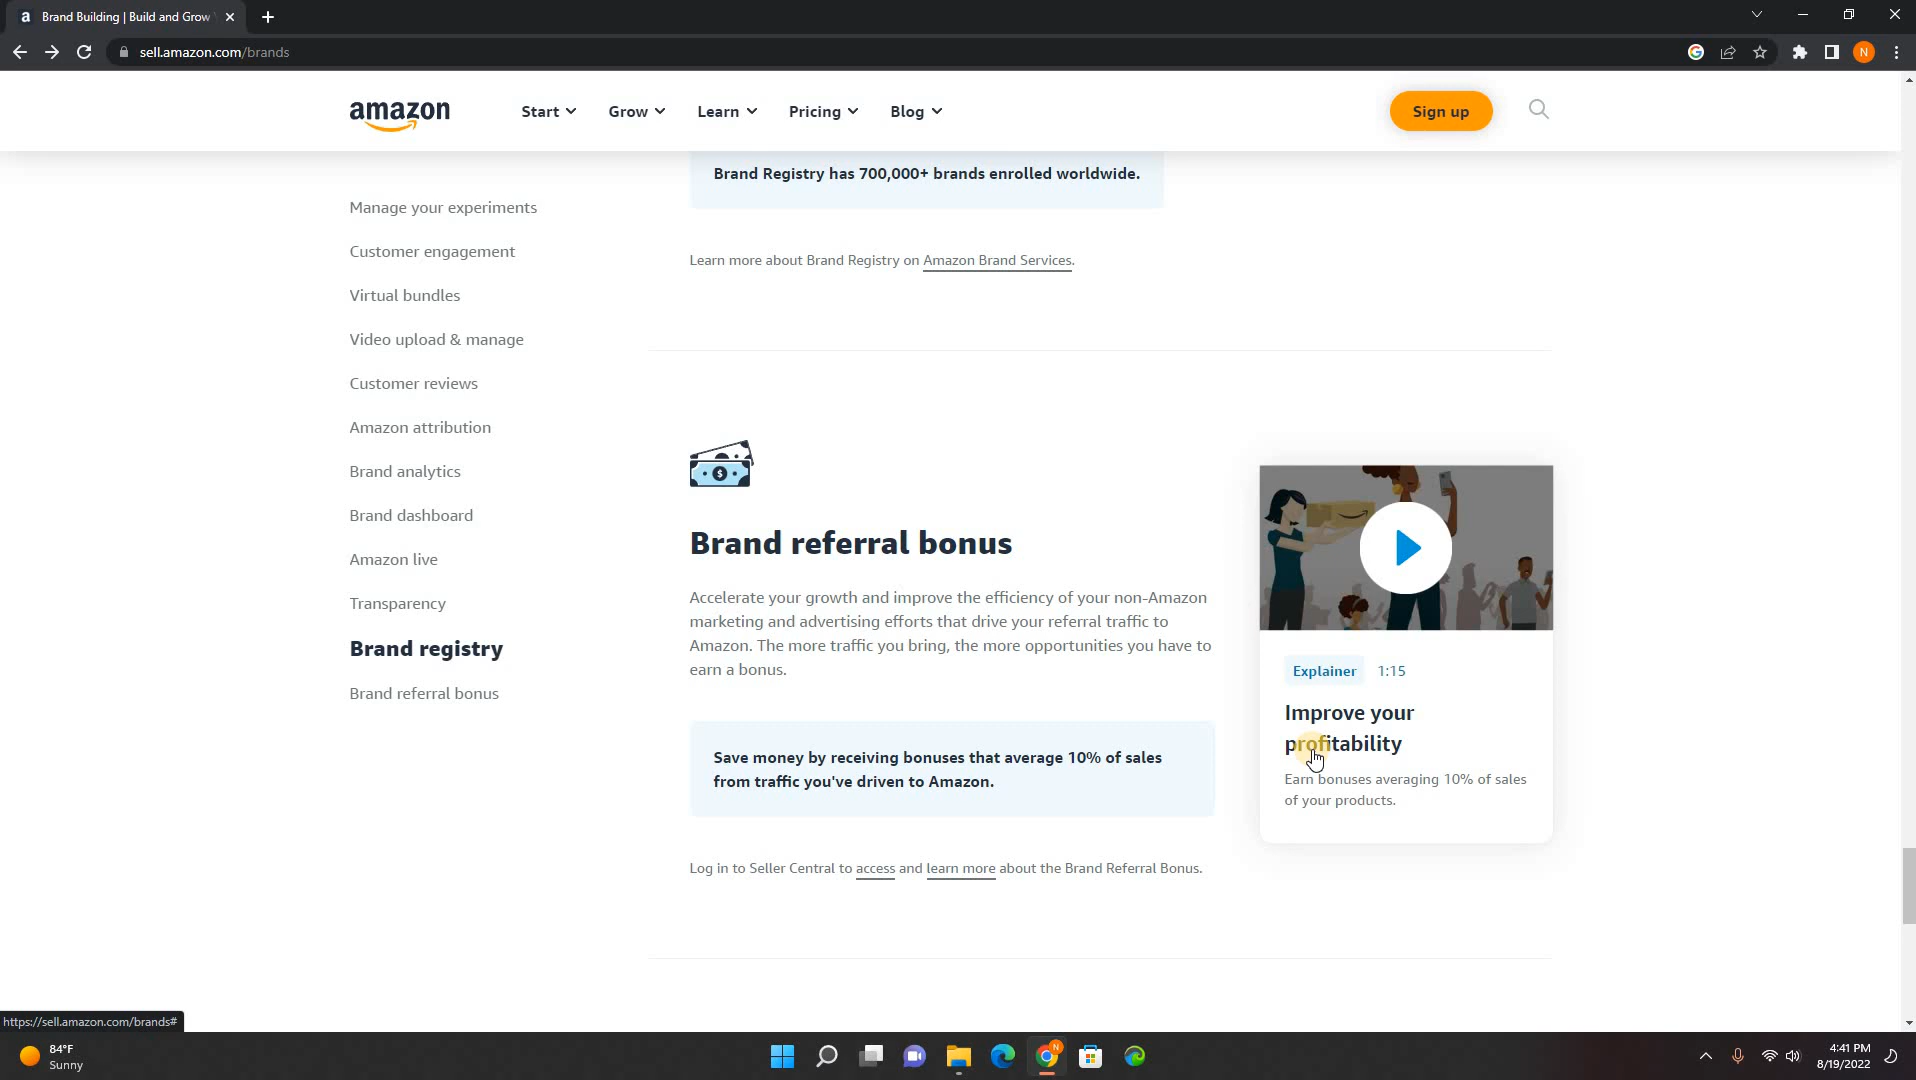 Brand Building | Build and Grow
sell.amazon.com/brands
N
amazon
Start
Grow
Learn
Pricing
Blog
Sign up
Brand Registry has 700,000+ brands enrolled worldwide.
Learn more about Brand Registry on Amazon Brand Services.
Manage your experiments
Customer engagement
Virtual bundles
Video upload & manage
Customer reviews
Amazon attribution
Brand analytics
Brand dashboard
Amazon live
Transparency
Brand registry
Brand referral bonus
Brand referral bonus
Accelerate your growth and improve the efficiency of your non-Amazon
marketing and advertising efforts that drive your referral traffic to
Amazon. The more traffic you bring, the more opportunities you have to
earn a bonus.
Save money by receiving bonuses that average 10% of sales
from traffic you've driven to Amazon.
Log in to Seller Central to access and learn more about the Brand Referral Bonus.
Explainer 1:15
Improve your
profitability
Earn bonuses averaging 10% of sales
of your products.
https://sell.amazon.com/brands#
84°F
Sunny
N
4:41 PM
8/19/2022